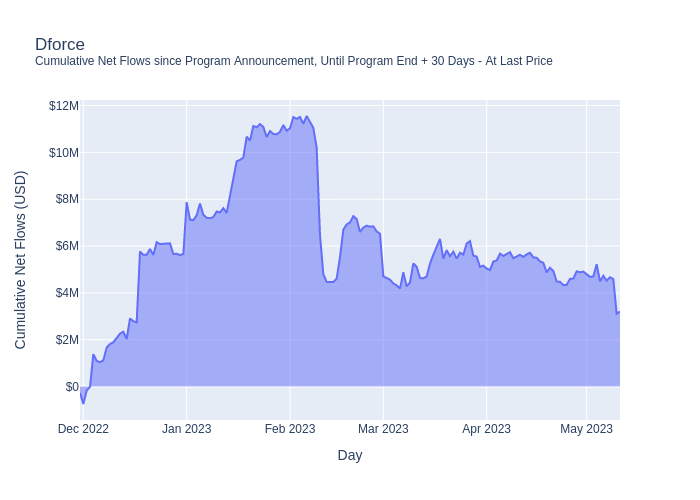 Dforce
Cumulative Net Flows since Program Announcement, Until Program End + 30 Days - At Last Price
$12M
$10M
$8M
$6M
$4M
$2M
$0
Cumulative Net Flows (USD)
Dec 2022
Jan 2023
Feb 2023
Mar 2023
Apr 2023
May 2023
Day